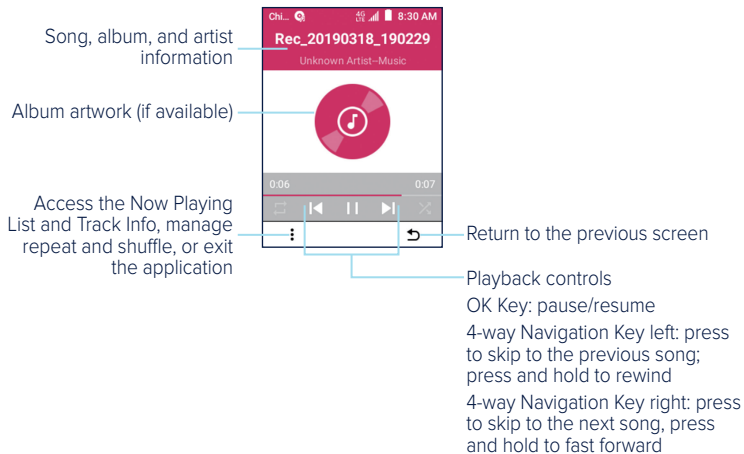 Chi... 4G LTE 8:30 AM
Rec_20190318_190229
Unknown Artist–Music
0:06 0:07
Song, album, and artist
information
Album artwork (if available)
Access the Now Playing
List and Track Info, manage
repeat and shuffle, or exit
the application
Return to the previous screen
Playback controls
OK Key: pause/resume
4-way Navigation Key left: press
to skip to the previous song;
press and hold to rewind
4-way Navigation Key right: press
to skip to the next song, press
and hold to fast forward